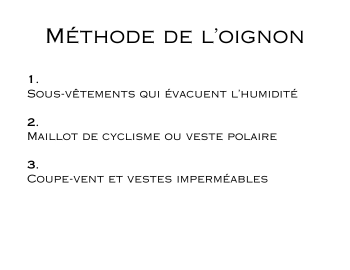 Méthode de l'oignon
1.
Sous-vêtements qui évacuent l'humidité
2.
Maillot de cyclisme ou veste polaire
3.
Coupe-vent et vestes imperméables